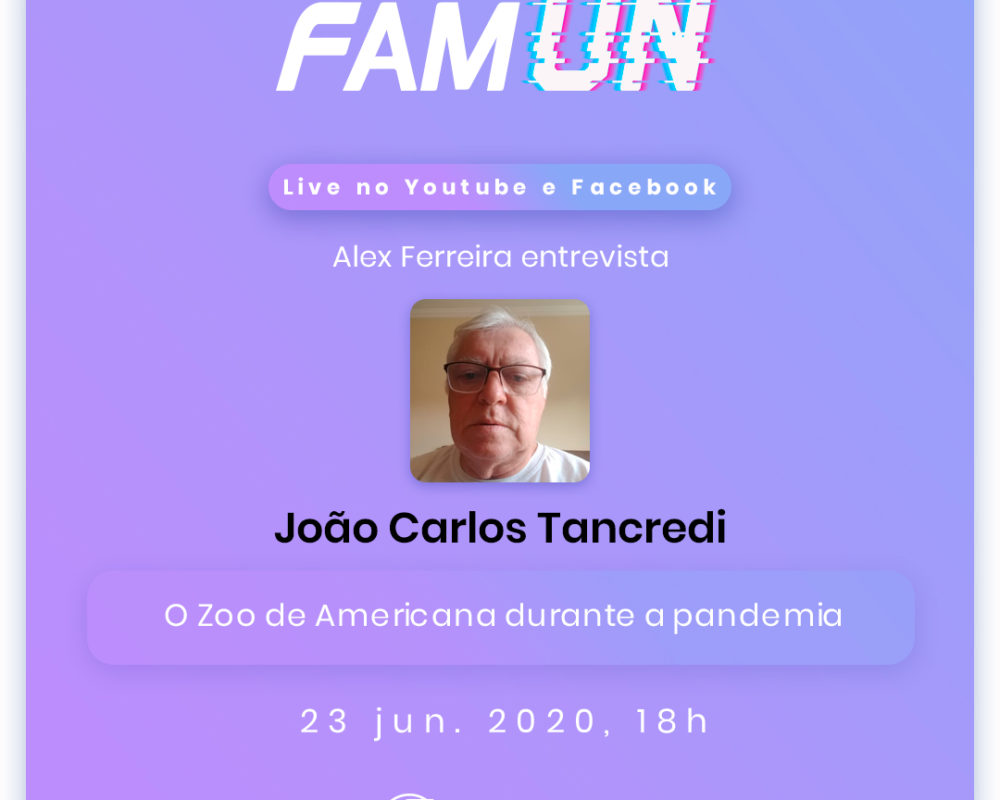 FAMUN
Live no Youtube e Facebook
Alex Ferreira entrevista
João Carlos Tancredi
O Zoo de Americana durante a pandemia
23 jun. 2020, 18h